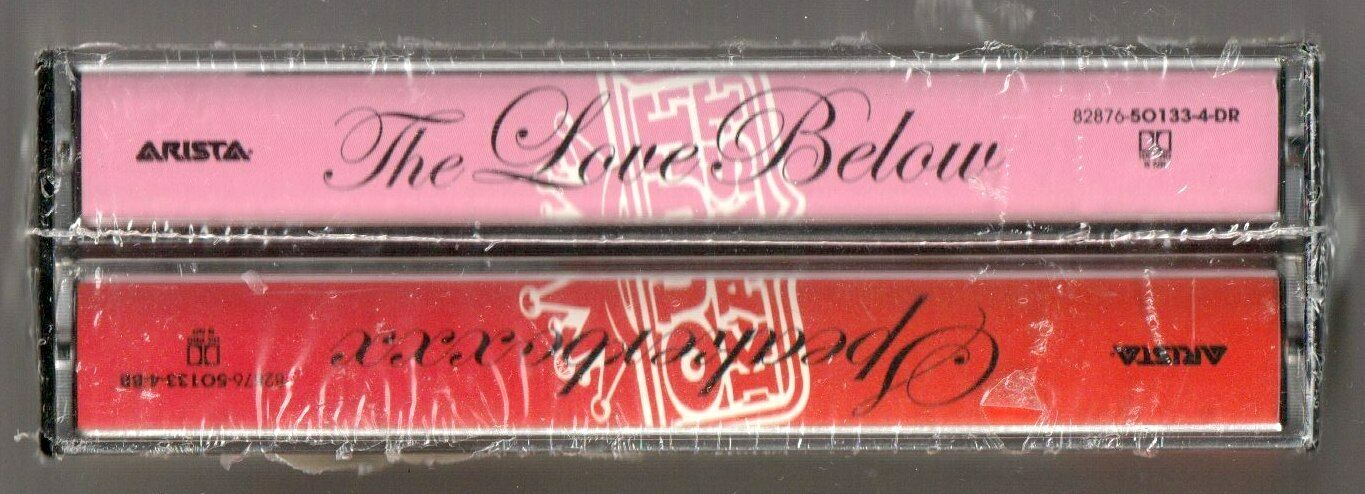 ARISTA.
The Love Below
82876-50133-4-DR
Speakerboxxx
ARISTA.
82876-50133-4-BB